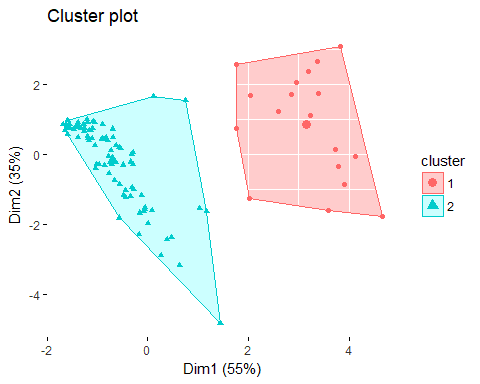 Cluster plot
2
0
-2
-4
Dim2 (35%)
-2
0
2
4
Dim1 (55%)
cluster
1
2